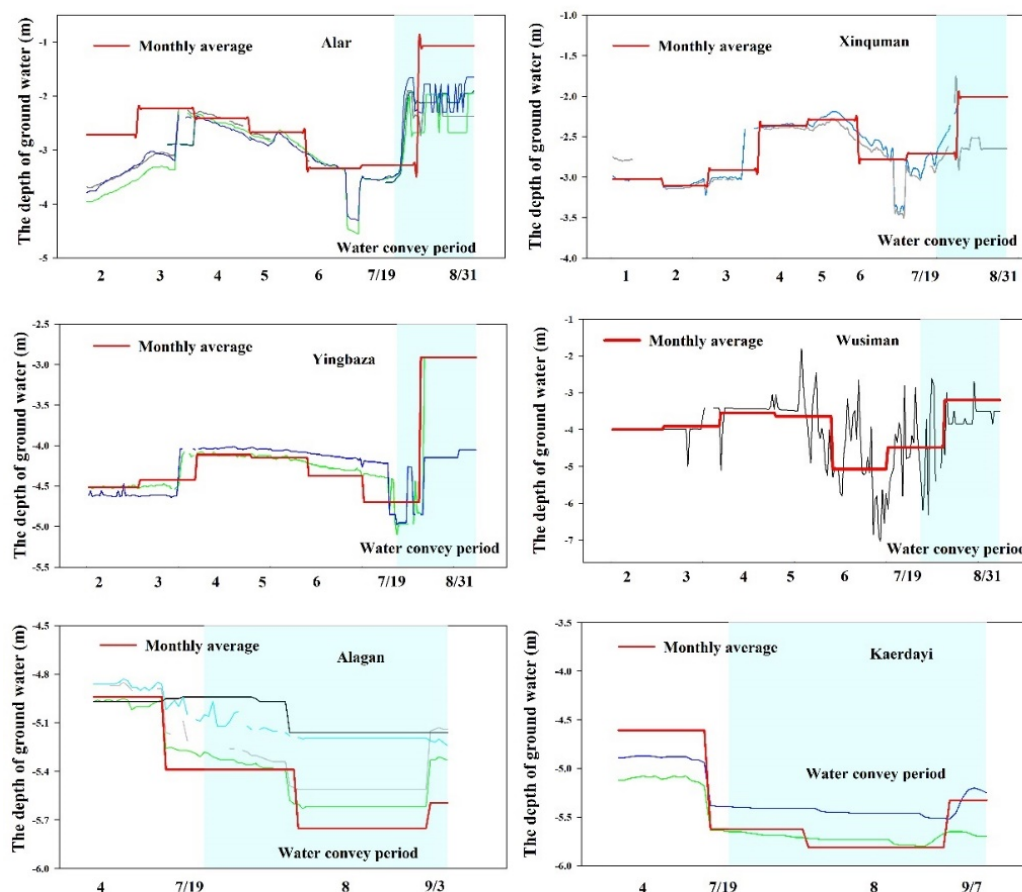 The depth of ground water (m)
-1
-2
-3
-4
-5
Monthly average
Alar
Water convey period
2 3 4 5 6 7/19 8/31
The depth of ground water (m)
-1.0
-1.5
-2.0
-2.5
-3.0
-3.5
-4.0
Monthly average
Xinquman
Water convey period
1 2 3 4 5 6 7/19 8/31
The depth of ground water (m)
-2.5
-3.0
-3.5
-4.0
-4.5
-5.0
-5.5
Monthly average
Yingbaza
Water convey period
2 3 4 5 6 7/19 8/31
The depth of ground water (m)
-1
-2
-3
-4
-5
-6
-7
Monthly average
Wusiman
Water convey period
2 3 4 5 6 7/19 8/31
The depth of ground water (m)
-4.5
-4.8
-5.1
-5.4
-5.7
-6.0
Monthly average
Alagan
Water convey period
4 7/19 8 9/3
The depth of ground water (m)
-3.5
-4.0
-4.5
-5.0
-5.5
-6.0
Monthly average
Kaerdayi
Water convey period
4 7/19 8 9/7